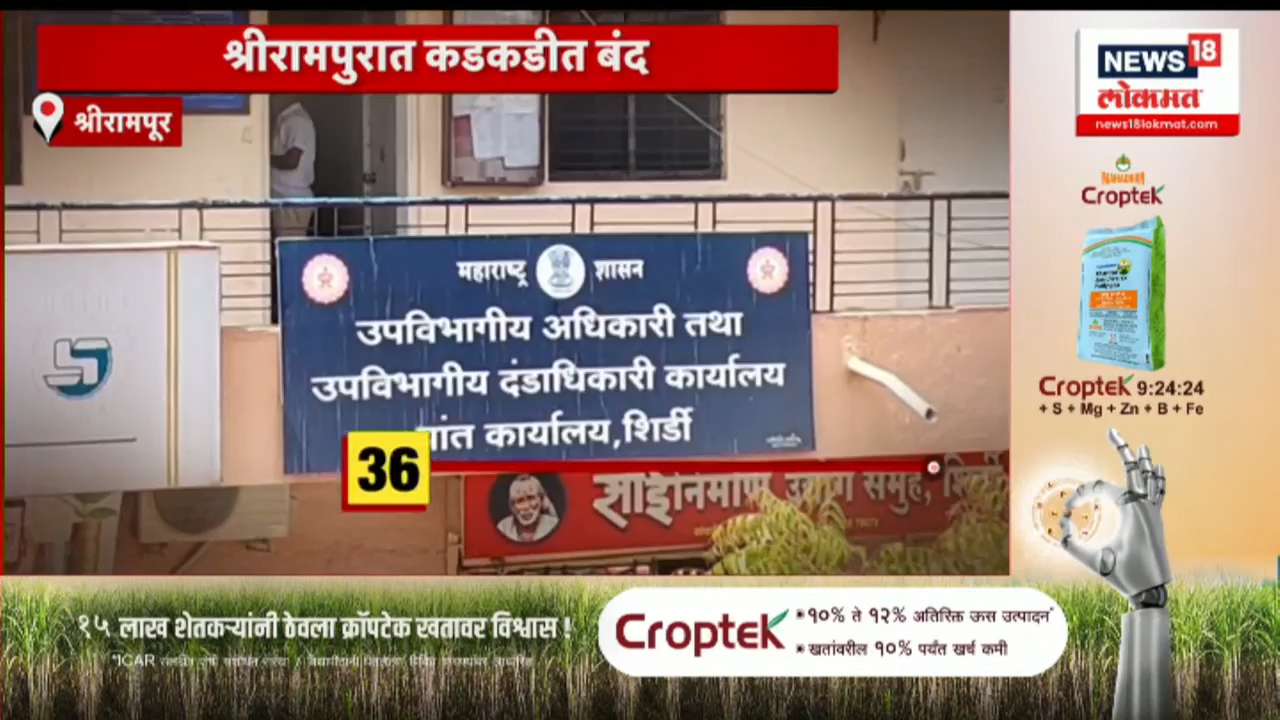 श्रीरामपुरात कडकडीत बंद
श्रीरामपूर
NEWS 18
लोकमत
news18lokmat.com
महाराष्ट्र शासन
उपविभागीय अधिकारी तथा
उपविभागीय दंडाधिकारी कार्यालय
कार्यालय,शिर्डी
36
समुह,
Croptek
Croptek 9:24:24
+ S + Mg + Zn + B + Fe
१५ लाख शेतकऱ्यांनी ठेवला क्रॉपटेक खतावर विश्वास !
*ICAR
Croptek
१०% ते १२% अतिरिक्त ऊस उत्पादन*
खतांवरील १०% पर्यंत खर्च कमी